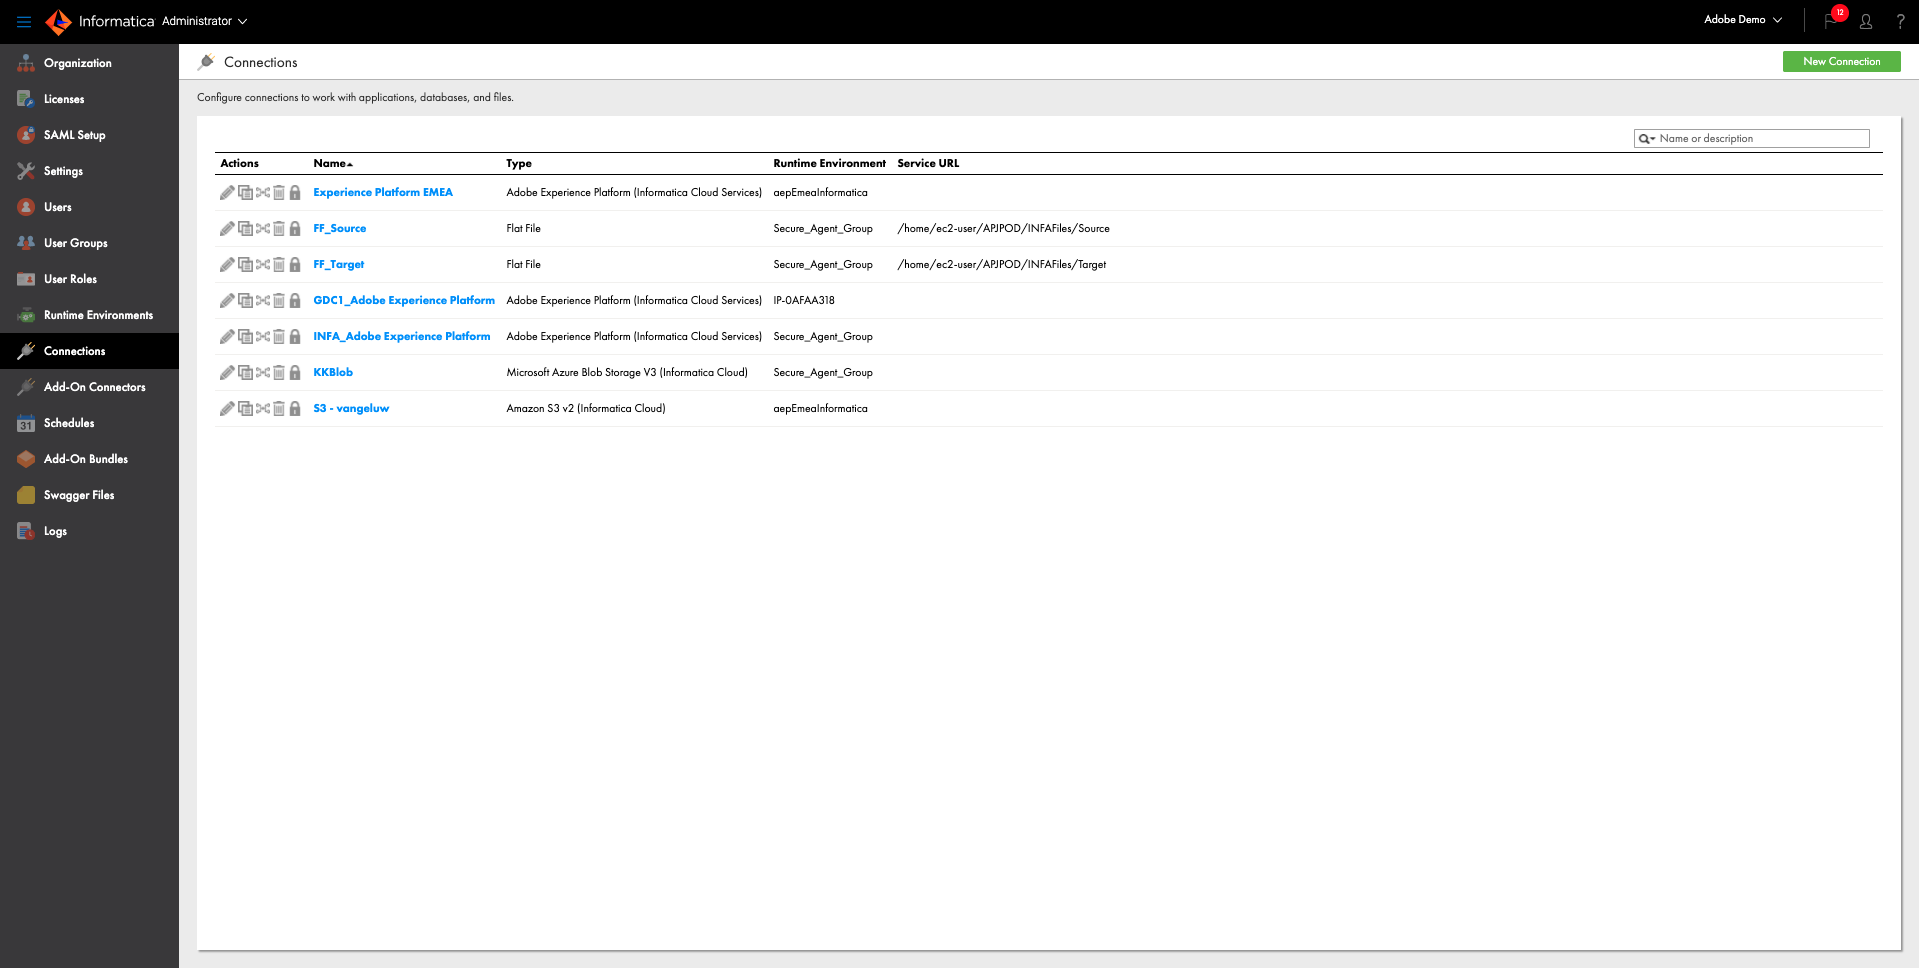 Informatica Administrator
Adobe Demo
12
?
Organization
Licenses
SAML Setup
Settings
Users
User Groups
User Roles
Runtime Environments
Connections
Add-On Connectors
31
Schedules
Add-On Bundles
Swagger Files
Logs
Connections
New Connection
Configure connections to work with applications, databases, and files.
Name or description
Actions Name Type Runtime Environment Service URL
Experience Platform EMEA Adobe Experience Platform (Informatica Cloud Services) aepEmeaInformatica
FF_Source Flat File Secure_Agent_Group /home/ec2-user/APJPOD/INFAFiles/Source
FF_Target Flat File Secure_Agent_Group /home/ec2-user/APJPOD/INFAFiles/Target
GDC1_Adobe Experience Platform Adobe Experience Platform (Informatica Cloud Services) IP-0AFAA318
INFA_Adobe Experience Platform Adobe Experience Platform (Informatica Cloud Services) Secure_Agent_Group
KKBlob Microsoft Azure Blob Storage V3 (Informatica Cloud) Secure_Agent_Group
S3 - vangeluw Amazon S3 v2 (Informatica Cloud) aepEmeaInformatica